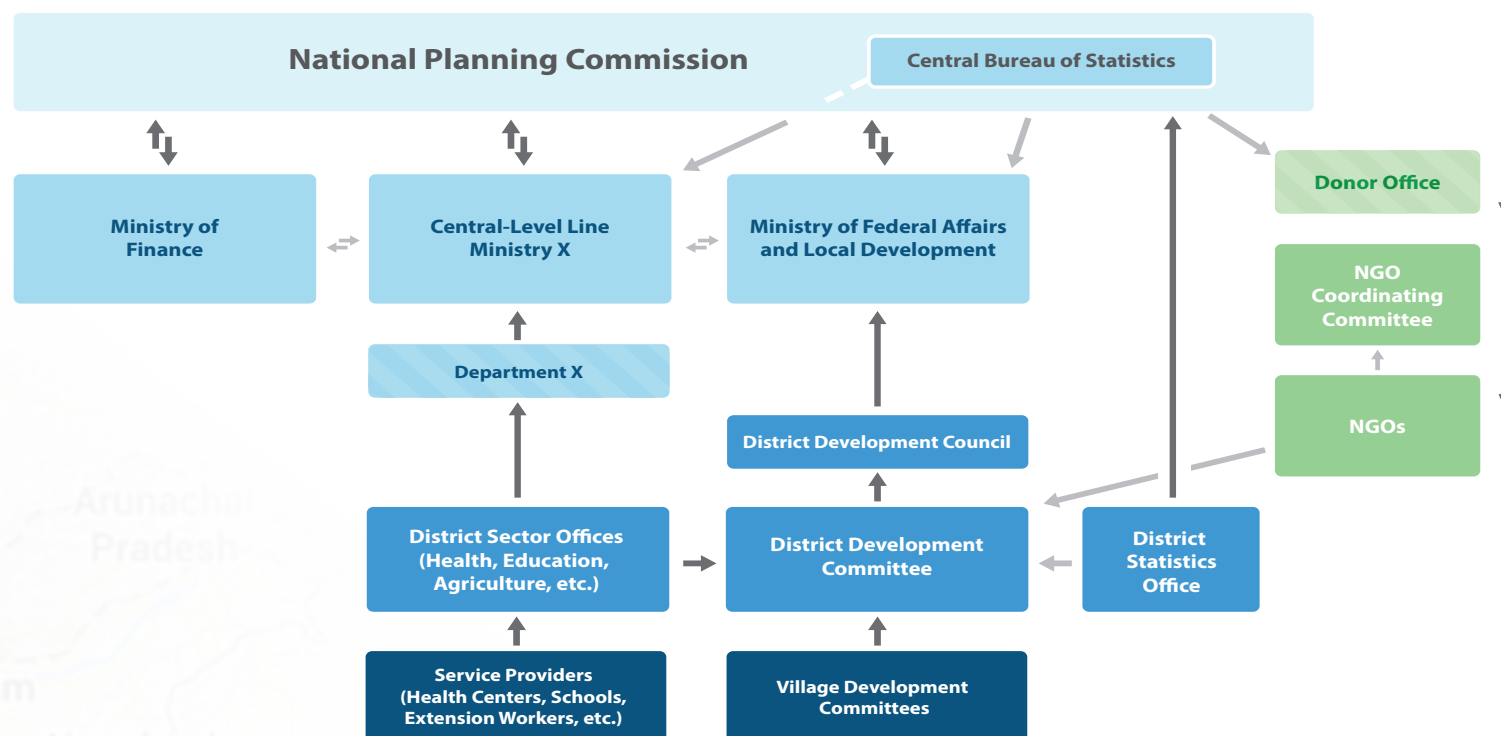 National Planning Commission
Central Bureau of Statistics
Ministry of
Finance
Central-Level Line
Ministry X
Ministry of Federal Affairs
and Local Development
Donor Office
NGO
Coordinating
Committee
Department X
District Development Council
NGOs
Arunachal
Pradesh
District Sector Offices
(Health, Education,
Agriculture, etc.)
District Development
Committee
District
Statistics
Office
Service Providers
(Health Centers, Schools,
Extension Workers, etc.)
Village Development
Committees